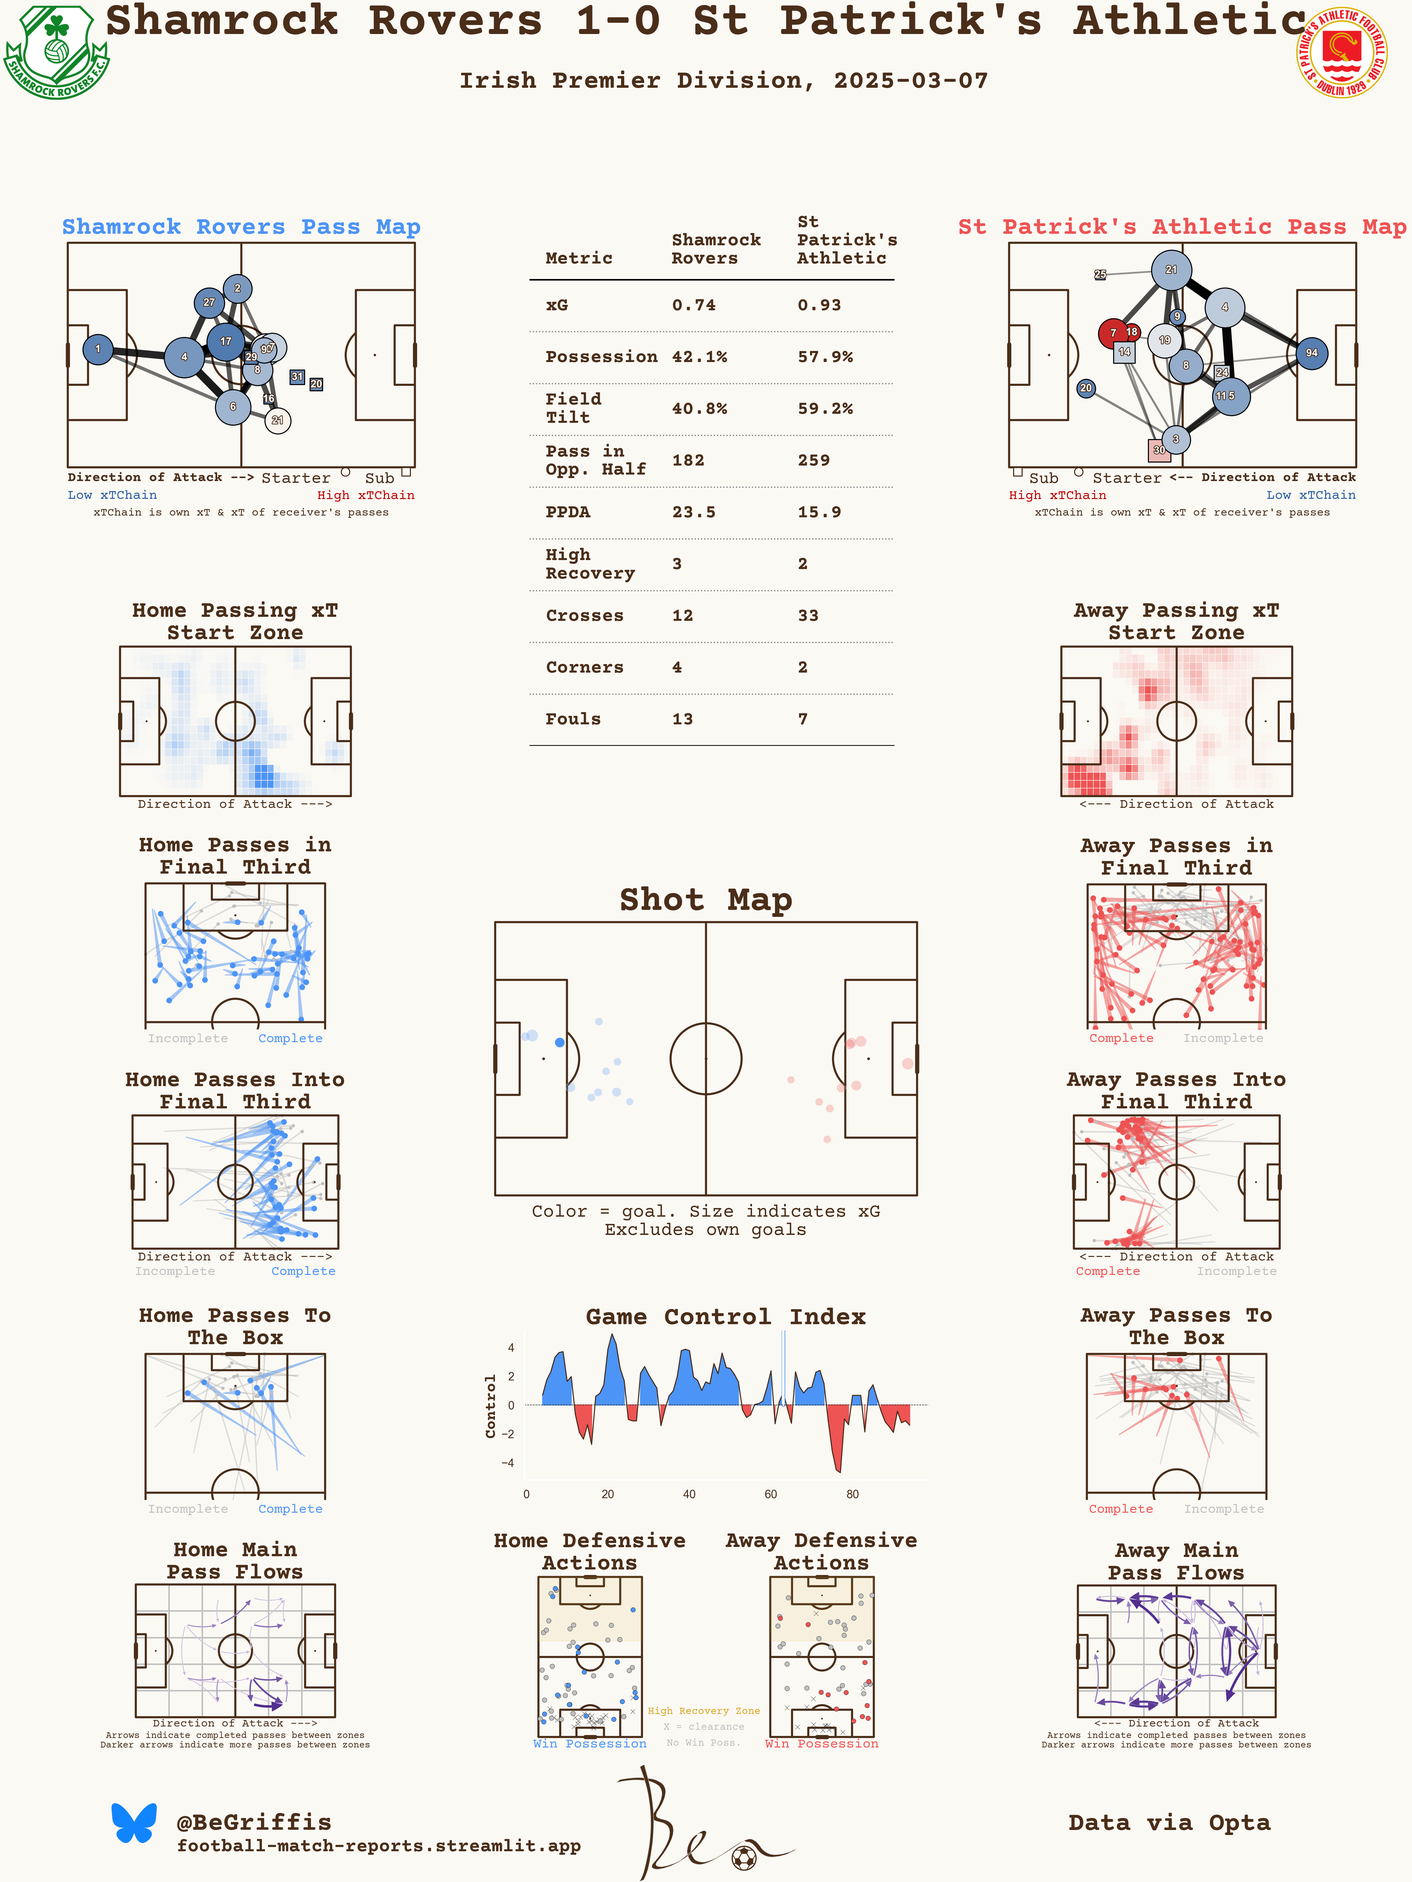 Shamrock Rovers 1-0 St Patrick's Athletic
Irish Premier Division, 2025-03-07
SHAMROCK ROVERS F.C.
ST PATRICK'S ATHLETIC FOOTBALL CLUB
DUBLIN 1929
Shamrock Rovers Pass Map
2
27
17
1
4
29
8
31
20
16
6
21
Direction of Attack --> Starter Sub
Low xTChain High xTChain
xTChain is own xT & xT of receiver's passes
Metric Shamrock Rovers St Patrick's Athletic
xG 0.74 0.93
Possession 42.1% 57.9%
Field Tilt 40.8% 59.2%
Pass in Opp. Half 182 259
PPDA 23.5 15.9
High Recovery 3 2
Crosses 12 33
Corners 4 2
Fouls 13 7
St Patrick's Athletic Pass Map
25
21
4
9
7
18
19
14
94
8
24
20
11
5
3
30
Sub Starter <-- Direction of Attack
High xTChain Low xTChain
xTChain is own xT & xT of receiver's passes
Home Passing xT
Start Zone
Direction of Attack --->
Away Passing xT
Start Zone
<--- Direction of Attack
Home Passes in
Final Third
Incomplete Complete
Away Passes in
Final Third
Complete Incomplete
Shot Map
Color = goal. Size indicates xG
Excludes own goals
Home Passes Into
Final Third
Direction of Attack --->
Incomplete Complete
Away Passes Into
Final Third
<--- Direction of Attack
Complete Incomplete
Home Passes To
The Box
Incomplete Complete
Game Control Index
Control
4
2
0
−2
−4
0 20 40 60 80
Away Passes To
The Box
Complete Incomplete
Home Main
Pass Flows
Direction of Attack --->
Arrows indicate completed passes between zones
Darker arrows indicate more passes between zones
Home Defensive
Actions
Win Possession
High Recovery Zone
X = clearance
No Win Poss.
Away Defensive
Actions
Win Possession
Away Main
Pass Flows
<--- Direction of Attack
Arrows indicate completed passes between zones
Darker arrows indicate more passes between zones
@BeGriffis
football-match-reports.streamlit.app
Ben
Data via Opta